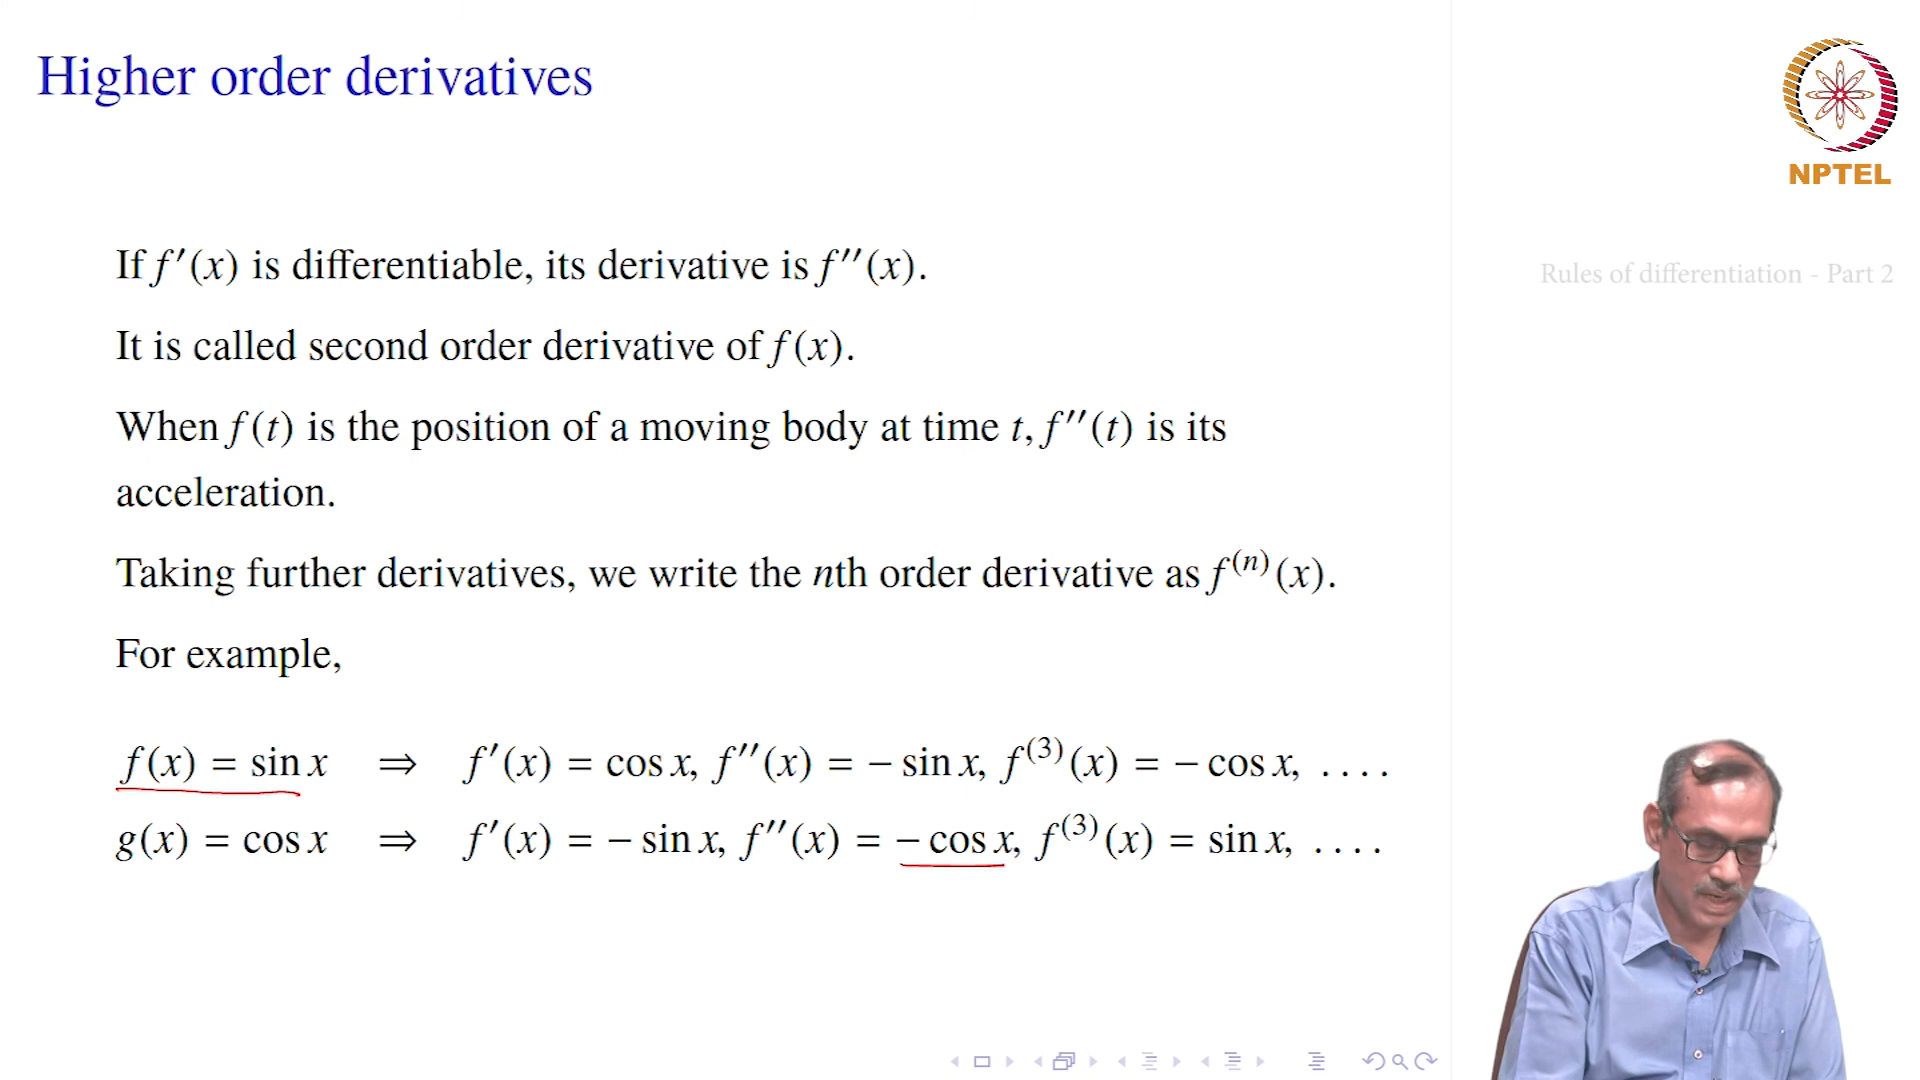 Higher order derivatives
NPTEL
Rules of differentiation - Part 2
If f′(x) is differentiable, its derivative is f″(x).
It is called second order derivative of f(x).
When f(t) is the position of a moving body at time t, f″(t) is its
acceleration.
Taking further derivatives, we write the nth order derivative as f⁽ⁿ⁾(x).
For example,
f(x) = sin x ⇒ f′(x) = cos x, f″(x) = − sin x, f⁽³⁾(x) = − cos x, ....
g(x) = cos x ⇒ f′(x) = − sin x, f″(x) = − cos x, f⁽³⁾(x) = sin x, ....